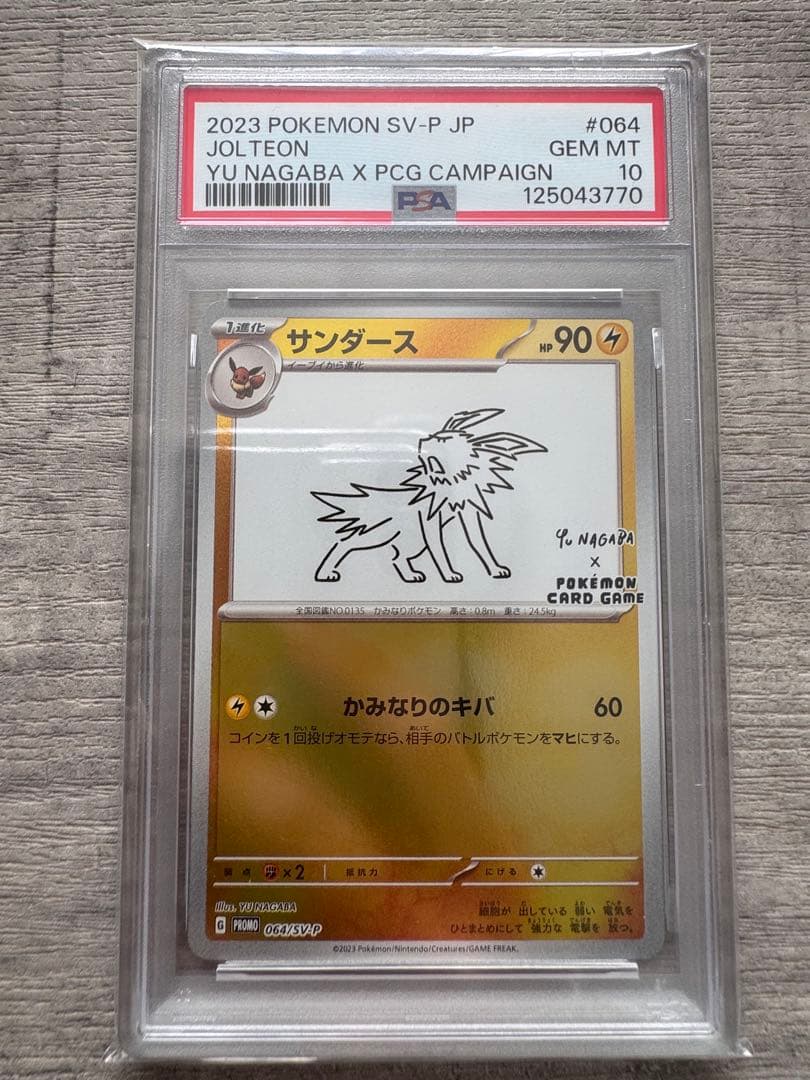 2023 POKEMON SV-P JP #064
JOLTEON GEM MT
YU NAGABA X PCG CAMPAIGN 10
PSA 125043770
1進化 サンダース HP 90
イーブイから進化
YU NAGABA
X
POKÉMON
CARD GAME
全国図鑑NO.0135 かみなりポケモン 高さ:0.8m 重さ:24.5kg
かみなりのキバ 60
コインを1回投げオモテなら、相手のバトルポケモンをマヒにする。
弱点 ×2 抵抗力 にげる
Illus. YU NAGABA
細胞が 出している 弱い 電気を
ひとまとめにして 強力な 電撃を 放つ。
G PROMO 064/SV-P
©2023 Pokémon/Nintendo/Creatures/GAME FREAK.